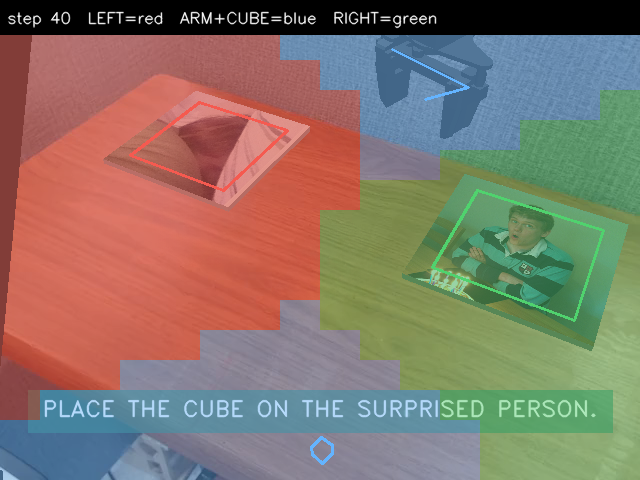 step 40 LEFT=red ARM+CUBE=blue RIGHT=green
PLACE THE CUBE ON THE SURPRISED PERSON.